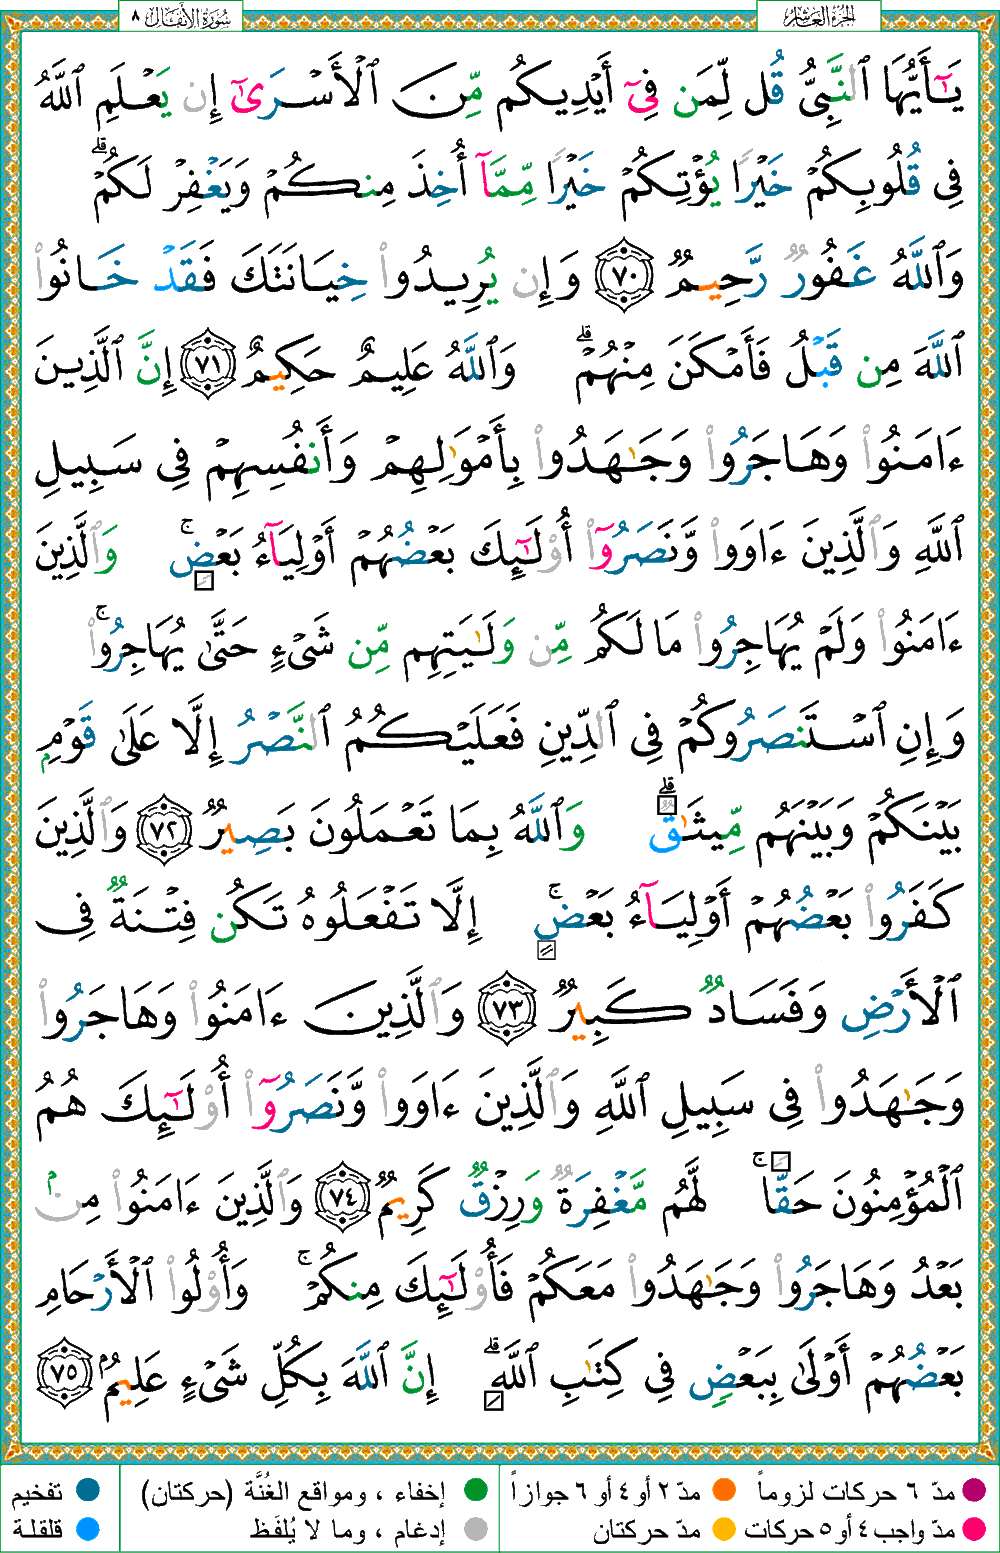 الجزء العاشر
سورة الأنفال ٨
يَـٰٓأَيُّهَا ٱلنَّبِىُّ قُل لِّمَن فِىٓ أَيْدِيكُم مِّنَ ٱلْأَسْرَىٰٓ إِن يَعْلَمِ ٱللَّهُ
فِى قُلُوبِكُمْ خَيْرًا يُؤْتِكُمْ خَيْرًا مِّمَّآ أُخِذَ مِنكُمْ وَيَغْفِرْ لَكُمْ ۗ
وَٱللَّهُ غَفُورٌ رَّحِيمٌ ﴿٧٠﴾ وَإِن يُرِيدُوا۟ خِيَانَتَكَ فَقَدْ خَانُوا۟
ٱللَّهَ مِن قَبْلُ فَأَمْكَنَ مِنْهُمْ ۗ وَٱللَّهُ عَلِيمٌ حَكِيمٌ ﴿٧١﴾ إِنَّ ٱلَّذِينَ
ءَامَنُوا۟ وَهَاجَرُوا۟ وَجَـٰهَدُوا۟ بِأَمْوَٰلِهِمْ وَأَنفُسِهِمْ فِى سَبِيلِ
ٱللَّهِ وَٱلَّذِينَ ءَاوَوا۟ وَّنَصَرُوٓا۟ أُو۟لَـٰٓئِكَ بَعْضُهُمْ أَوْلِيَآءُ بَعْضٍ ۚ وَٱلَّذِينَ
ءَامَنُوا۟ وَلَمْ يُهَاجِرُوا۟ مَا لَكُم مِّن وَلَـٰيَتِهِم مِّن شَىْءٍ حَتَّىٰ يُهَاجِرُوا۟ ۚ
وَإِنِ ٱسْتَنصَرُوكُمْ فِى ٱلدِّينِ فَعَلَيْكُمُ ٱلنَّصْرُ إِلَّا عَلَىٰ قَوْمٍۭ
بَيْنَكُمْ وَبَيْنَهُم مِّيثَـٰقٌ ۗ وَٱللَّهُ بِمَا تَعْمَلُونَ بَصِيرٌ ﴿٧٢﴾ وَٱلَّذِينَ
كَفَرُوا۟ بَعْضُهُمْ أَوْلِيَآءُ بَعْضٍ ۚ إِلَّا تَفْعَلُوهُ تَكُن فِتْنَةٌ فِى
ٱلْأَرْضِ وَفَسَادٌ كَبِيرٌ ﴿٧٣﴾ وَٱلَّذِينَ ءَامَنُوا۟ وَهَاجَرُوا۟
وَجَـٰهَدُوا۟ فِى سَبِيلِ ٱللَّهِ وَٱلَّذِينَ ءَاوَوا۟ وَّنَصَرُوٓا۟ أُو۟لَـٰٓئِكَ هُمُ
ٱلْمُؤْمِنُونَ حَقًّا ۚ لَّهُم مَّغْفِرَةٌ وَرِزْقٌ كَرِيمٌ ﴿٧٤﴾ وَٱلَّذِينَ ءَامَنُوا۟ مِنۢ
بَعْدُ وَهَاجَرُوا۟ وَجَـٰهَدُوا۟ مَعَكُمْ فَأُو۟لَـٰٓئِكَ مِنكُمْ ۚ وَأُو۟لُوا۟ ٱلْأَرْحَامِ
بَعْضُهُمْ أَوْلَىٰ بِبَعْضٍ فِى كِتَـٰبِ ٱللَّهِ ۗ إِنَّ ٱللَّهَ بِكُلِّ شَىْءٍ عَلِيمٌۢ ﴿٧٥﴾
مدّ ٦ حركات لزوماً مدّ ٢ أو ٤ أو ٦ جوازاً إخفاء ، ومواقع الغُنَّة (حركتان) تفخيم
مدّ واجب ٤ أو ٥ حركات مدّ حركتان إدغام ، وما لا يُلفَظ قلقلة